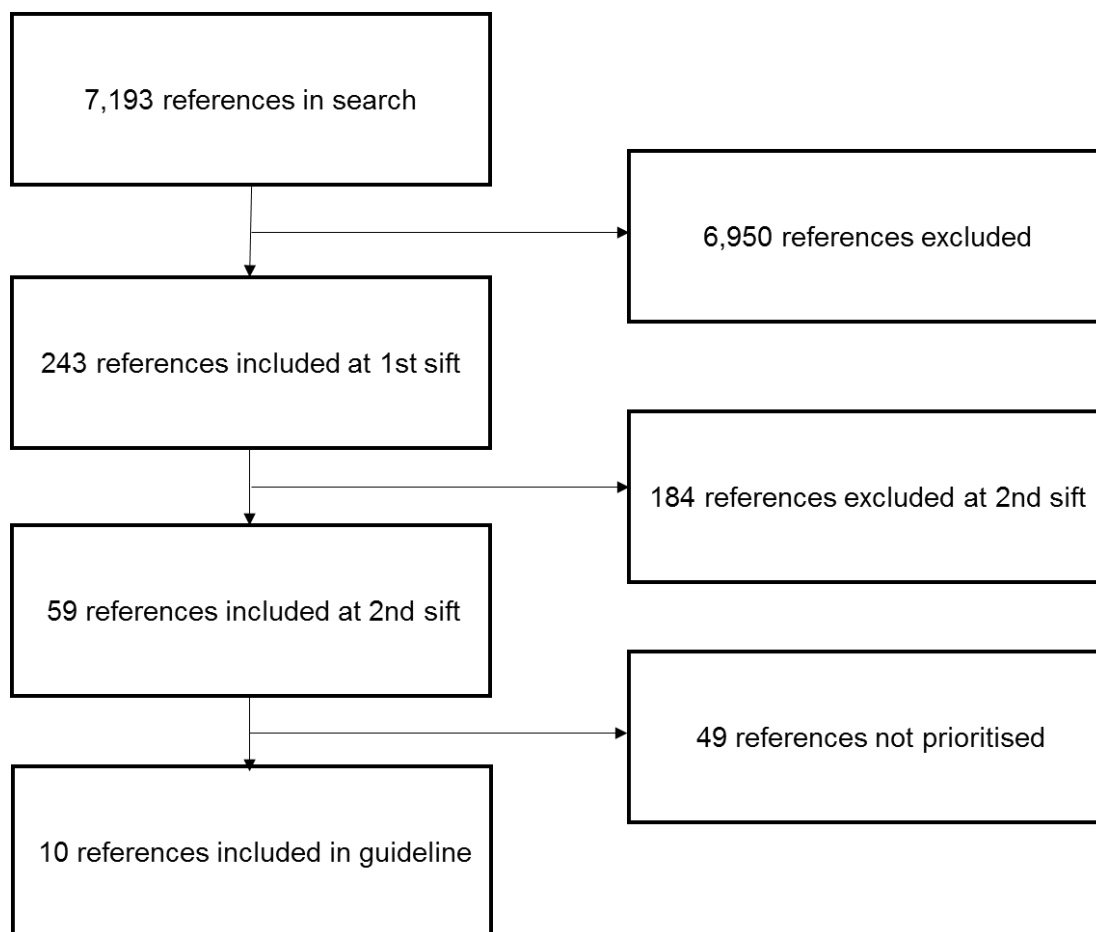 7,193 references in search
6,950 references excluded
243 references included at 1st sift
184 references excluded at 2nd sift
59 references included at 2nd sift
49 references not prioritised
10 references included in guideline